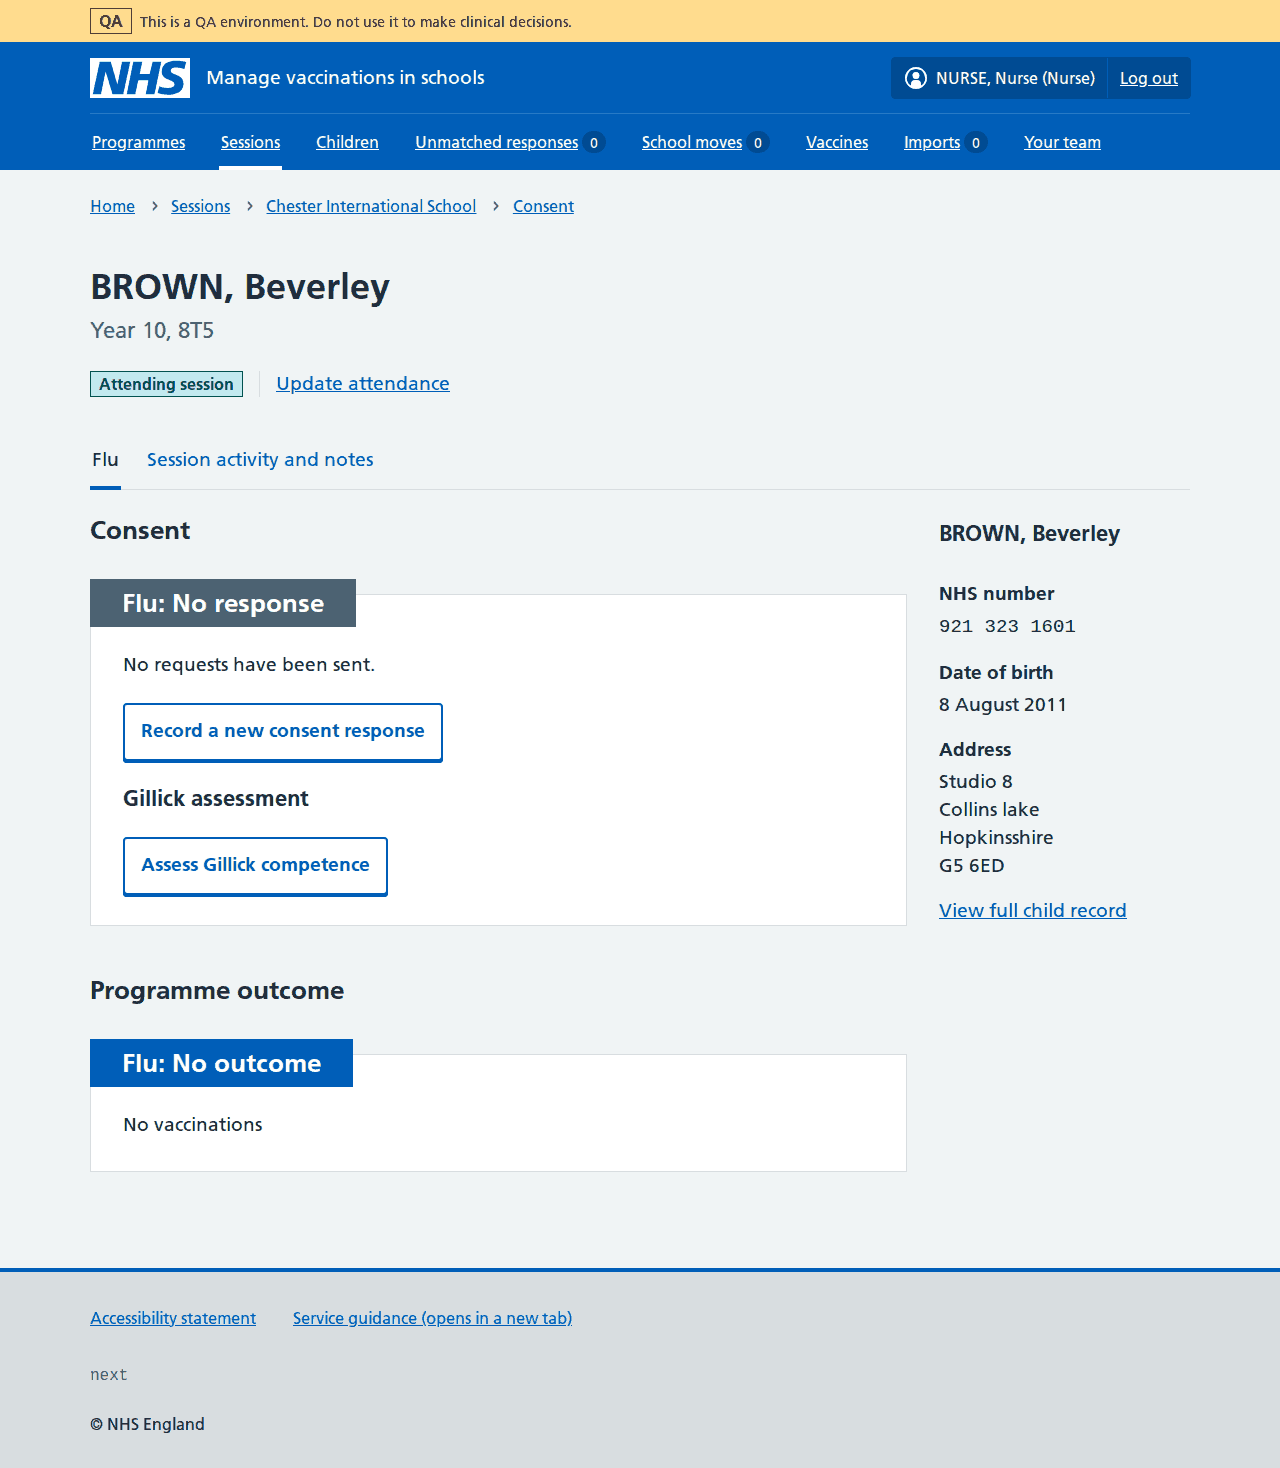 QA This is a QA environment. Do not use it to make clinical decisions.
NHS Manage vaccinations in schools NURSE, Nurse (Nurse) Log out
Programmes Sessions Children Unmatched responses 0 School moves 0 Vaccines Imports 0 Your team
Home › Sessions › Chester International School › Consent
BROWN, Beverley
Year 10, 8T5
Attending session Update attendance
Flu Session activity and notes
Consent
Flu: No response
No requests have been sent.
Record a new consent response
Gillick assessment
Assess Gillick competence
Programme outcome
Flu: No outcome
No vaccinations
BROWN, Beverley
NHS number
921 323 1601
Date of birth
8 August 2011
Address
Studio 8
Collins lake
Hopkinsshire
G5 6ED
View full child record
Accessibility statement Service guidance (opens in a new tab)
next
© NHS England